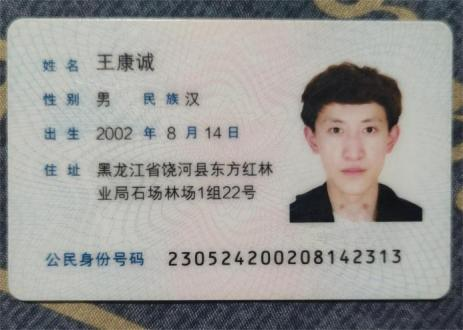 姓名 王康诚
性别 男 民族 汉
出生 2002 年 8 月 14 日
住址 黑龙江省饶河县东方红林
业局石场林场1组22号
公民身份号码 230524200208142313